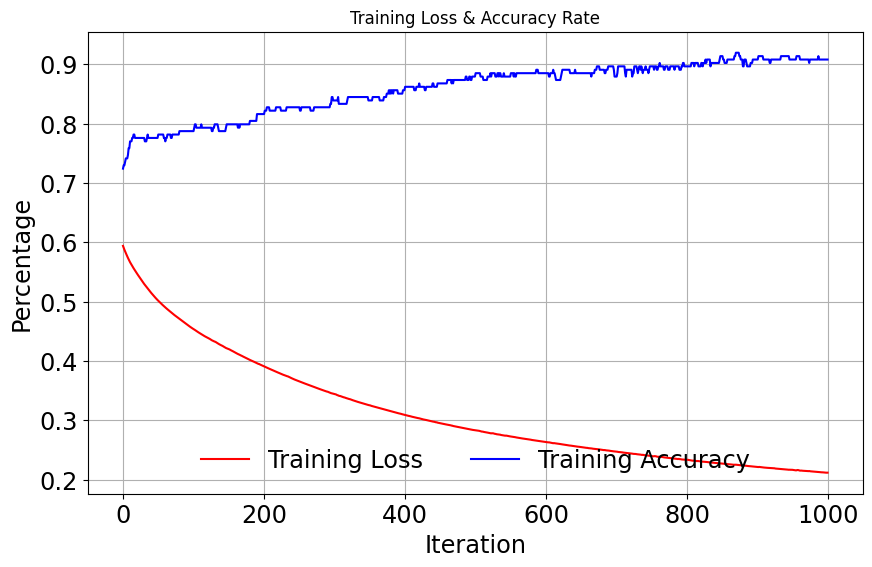 Training Loss & Accuracy Rate
Percentage
0.9
0.8
0.7
0.6
0.5
0.4
0.3
0.2
Training Loss Training Accuracy
0 200 400 600 800 1000
Iteration